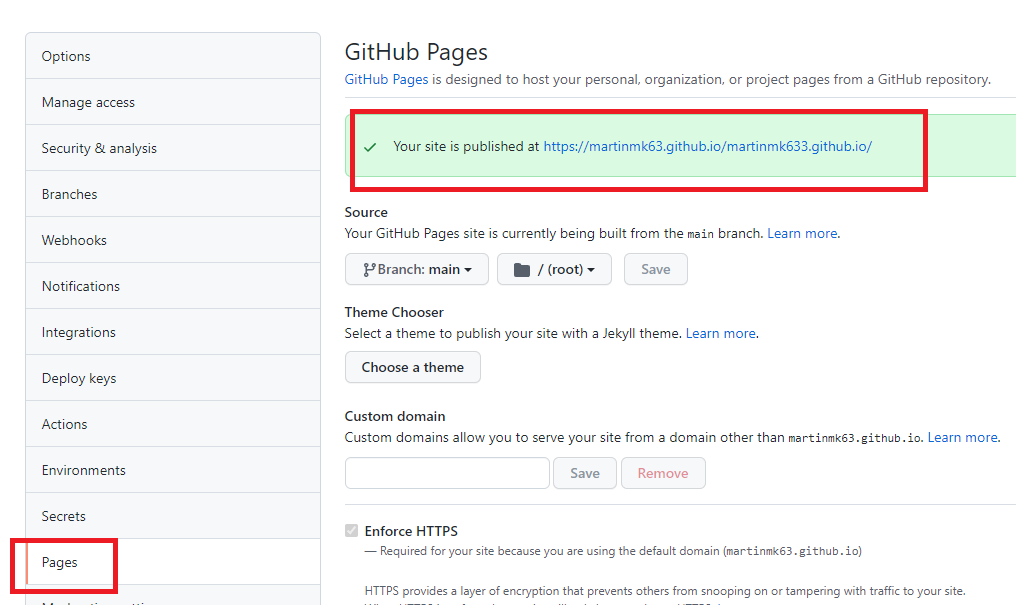 Options
Manage access
Security & analysis
Branches
Webhooks
Notifications
Integrations
Deploy keys
Actions
Environments
Secrets
Pages
GitHub Pages
GitHub Pages is designed to host your personal, organization, or project pages from a GitHub repository.
Your site is published at https://martinmk63.github.io/martinmk633.github.io/
Source
Your GitHub Pages site is currently being built from the main branch. Learn more.
Branch: main
/ (root)
Save
Theme Chooser
Select a theme to publish your site with a Jekyll theme. Learn more.
Choose a theme
Custom domain
Custom domains allow you to serve your site from a domain other than martinmk63.github.io. Learn more.
Save
Remove
Enforce HTTPS
— Required for your site because you are using the default domain (martinmk63.github.io)
HTTPS provides a layer of encryption that prevents others from snooping on or tampering with traffic to your site.